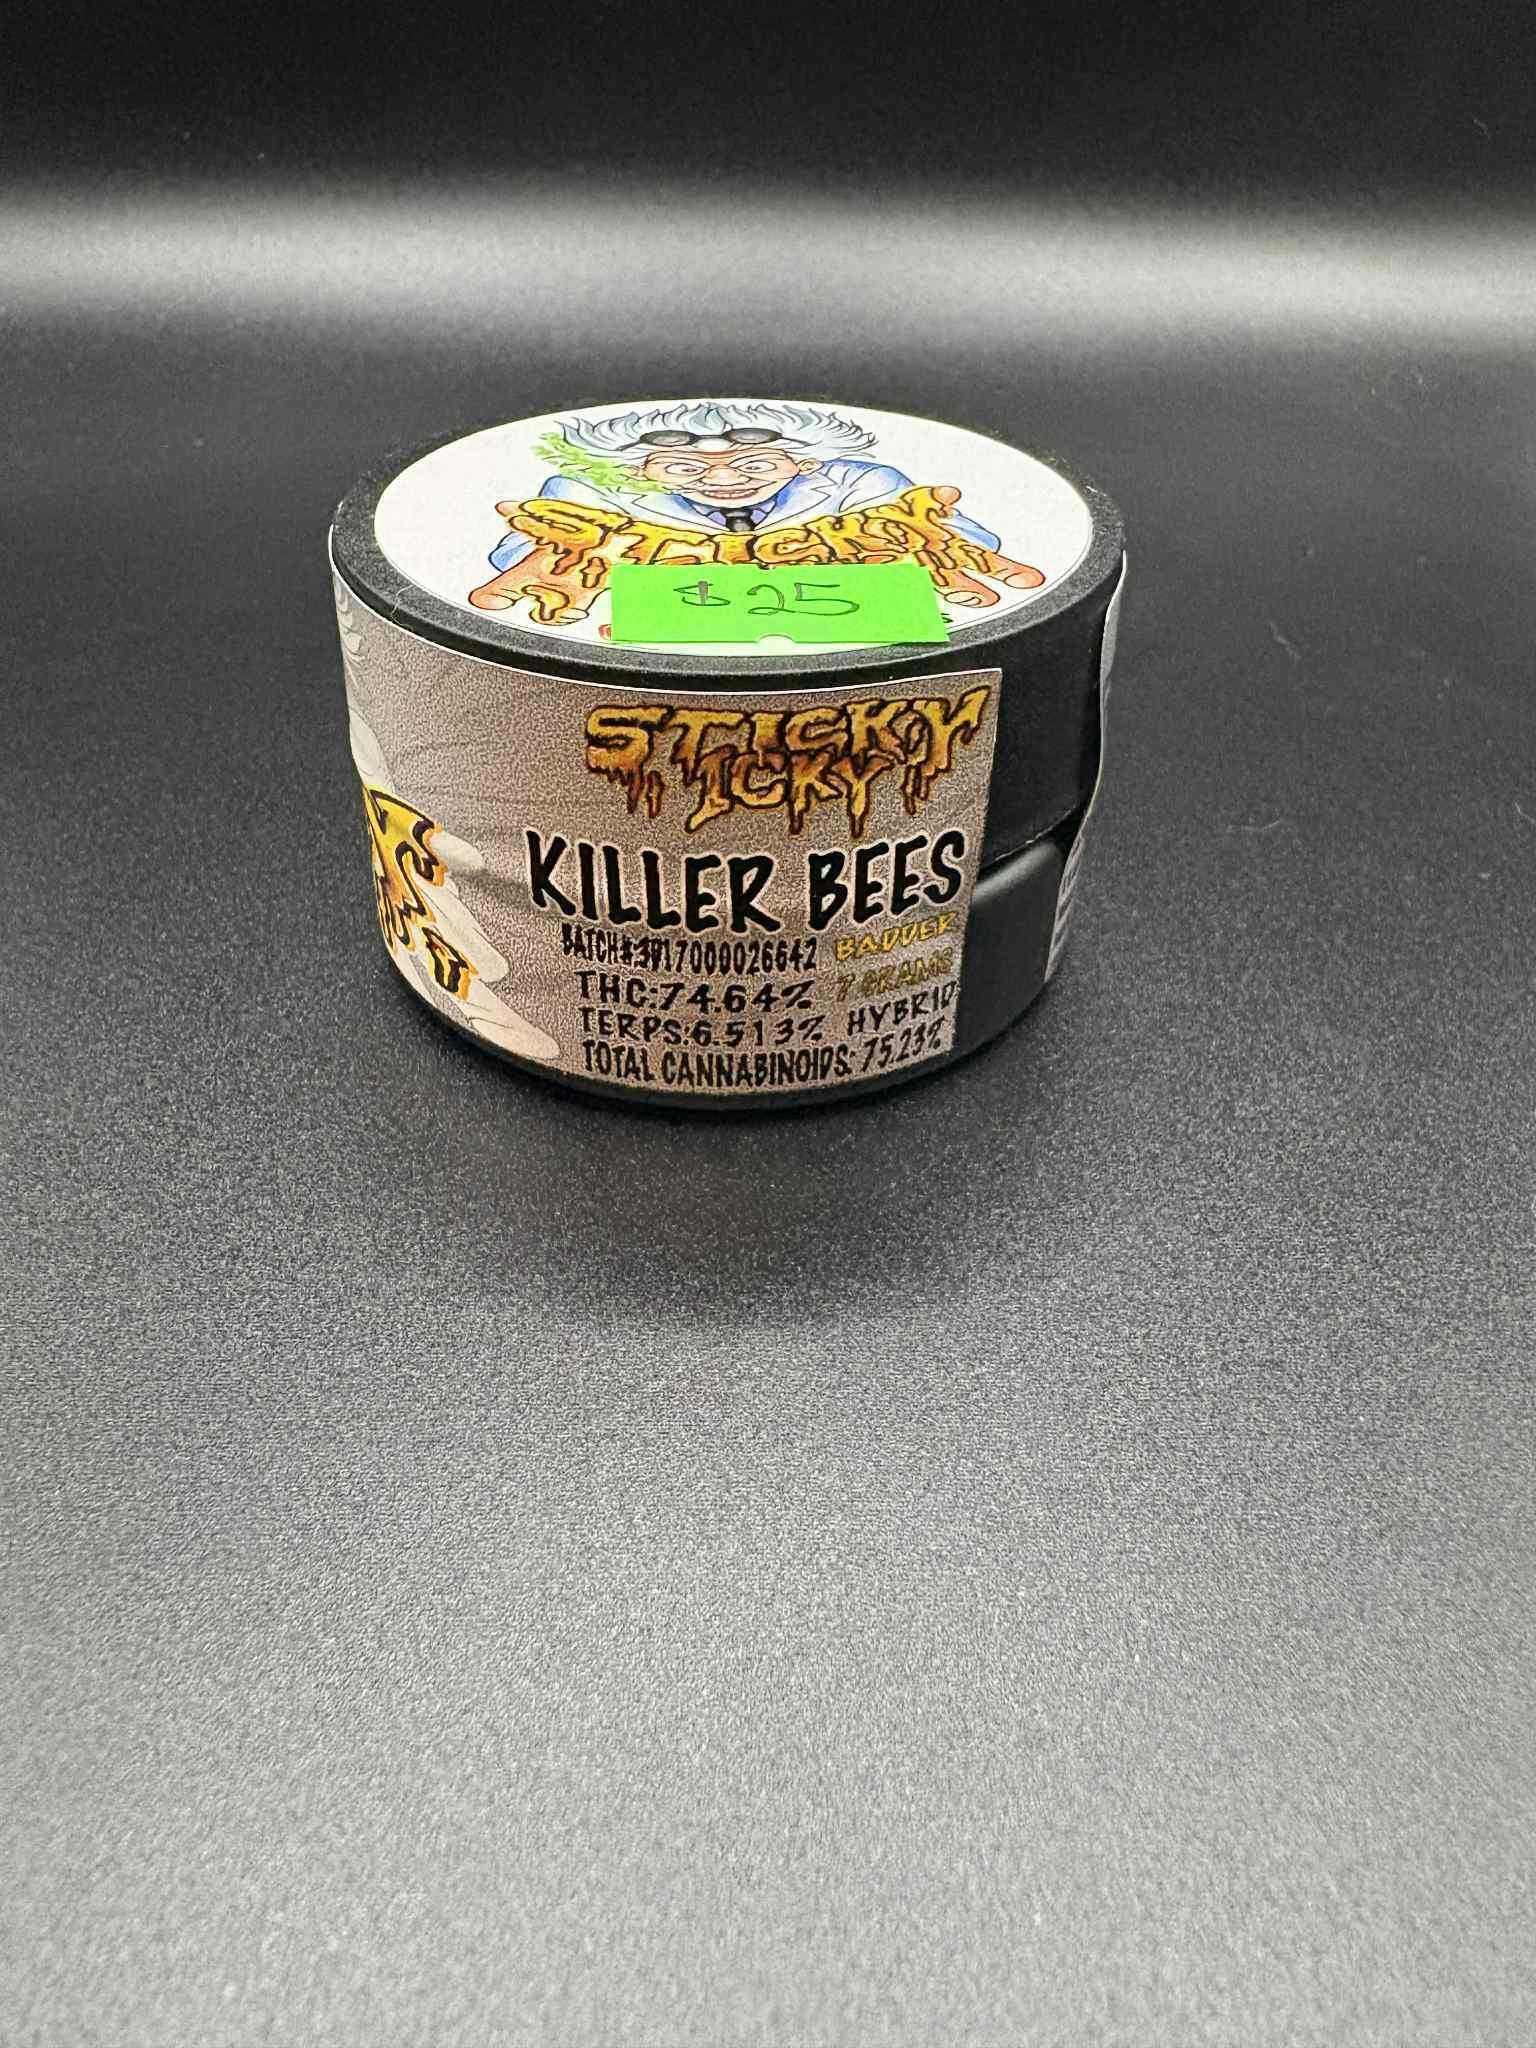 STICKY
$25
STICKY
ICKY
KILLER BEES
BATCH#:3917000026642 BADDER
THC:74.64% 7 GRAMS
TERPS:6.513% HYBRID
TOTAL CANNABINOIDS: 75.23%